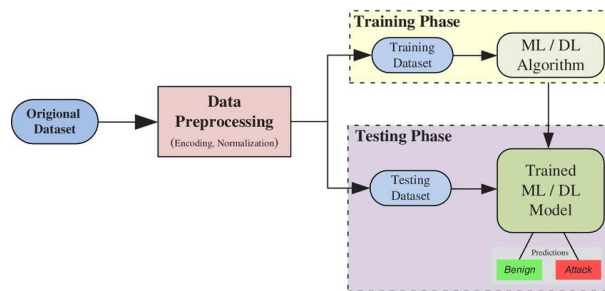 Training Phase
Training
Dataset
ML / DL
Algorithm
Origional
Dataset
Data
Preprocessing
(Encoding, Normalization)
Testing Phase
Testing
Dataset
Trained
ML / DL
Model
Predictions
Benign
Attack